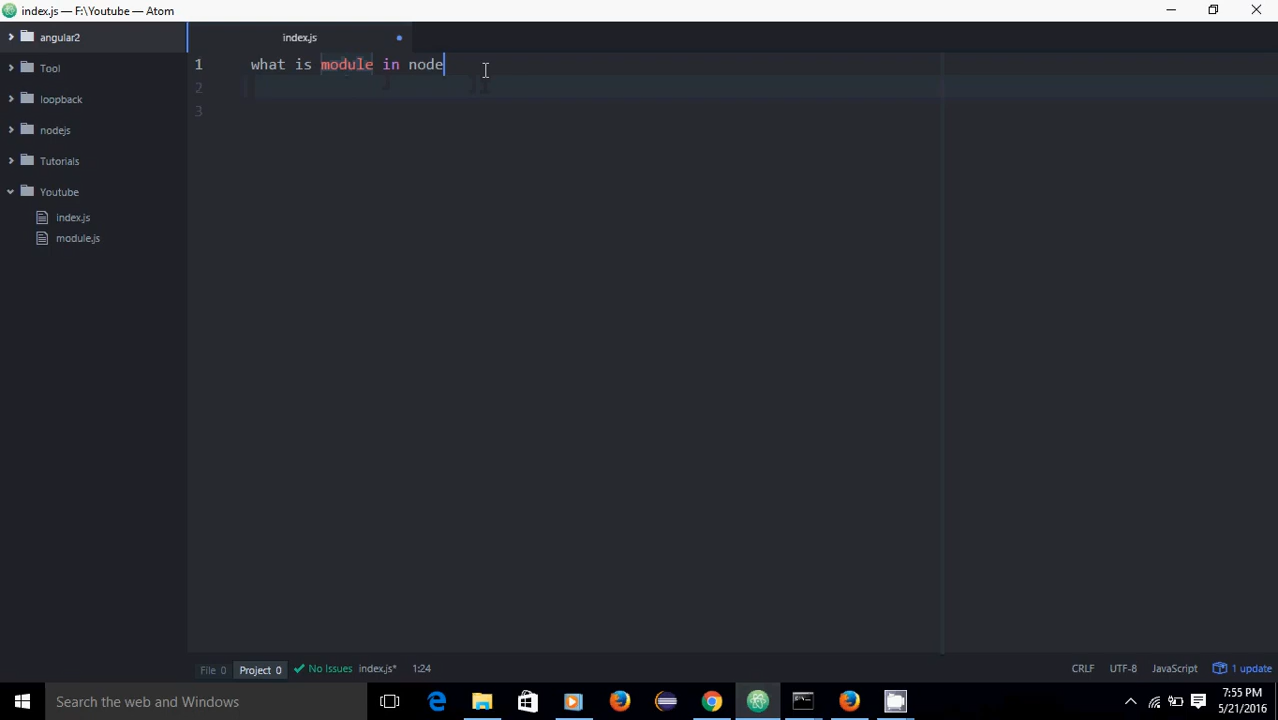 index.js — F:\Youtube — Atom
angular2
Tool
loopback
nodejs
Tutorials
Youtube
index.js
module.js
index.js
1 what is module in node
2
3
File 0 Project 0 No Issues index.js* 1:24 CRLF UTF-8 JavaScript 1 update
Search the web and Windows
7:55 PM
5/21/2016